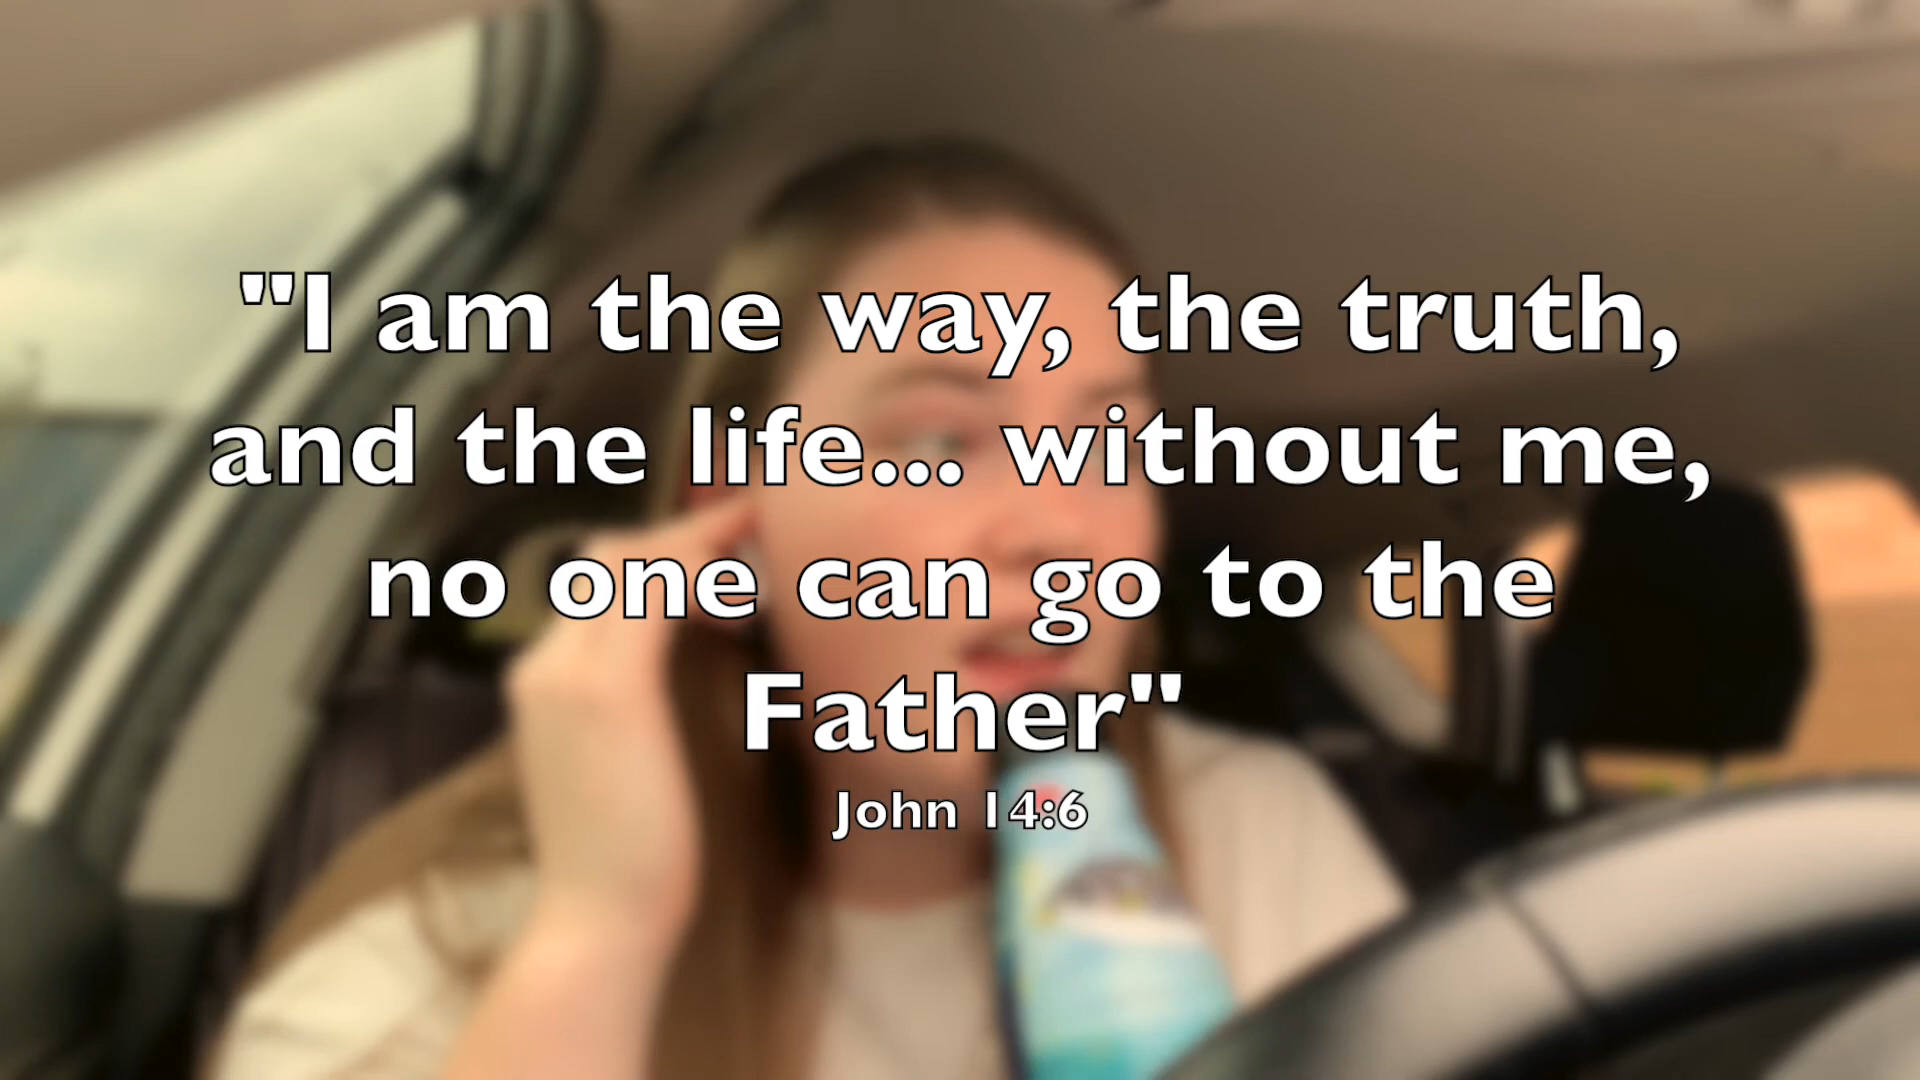 "I am the way, the truth,
and the life... without me,
no one can go to the
Father"
John 14:6